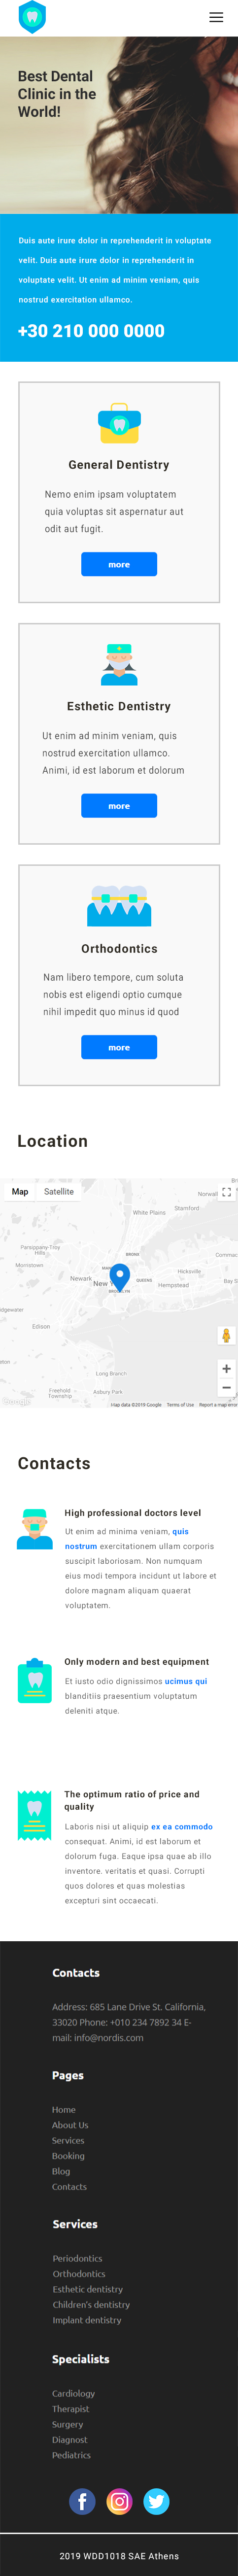 Best Dental
Clinic in the
World!
Duis aute irure dolor in reprehenderit in voluptate
velit. Duis aute irure dolor in reprehenderit in
voluptate velit. Ut enim ad minim veniam, quis
nostrud exercitation ullamco.
+30 210 000 0000
General Dentistry
Nemo enim ipsam voluptatem
quia voluptas sit aspernatur aut
odit aut fugit.
more
Esthetic Dentistry
Ut enim ad minim veniam, quis
nostrud exercitation ullamco.
Animi, id est laborum et dolorum
more
Orthodontics
Nam libero tempore, cum soluta
nobis est eligendi optio cumque
nihil impedit quo minus id quod
more
Location
Map Satellite
Norwal
Stamford
White Plains
Parsippany-Troy
Hills
Commac
Morristown
BRONX
Hicksville
Newark
New
QUEENS
Hempstead
Bay S
BROOKLYN
dgewater
Edison
eton
Long Branch
Freehold
Township
Asbury Park
Google
Map data ©2019 Google Terms of Use Report a map error
Contacts
High professional doctors level
Ut enim ad minima veniam, quis
nostrum exercitationem ullam corporis
suscipit laboriosam. Non numquam
eius modi tempora incidunt ut labore et
dolore magnam aliquam quaerat
voluptatem.
Only modern and best equipment
Et iusto odio dignissimos ucimus qui
blanditiis praesentium voluptatum
deleniti atque.
The optimum ratio of price and
quality
Laboris nisi ut aliquip ex ea commodo
consequat. Animi, id est laborum et
dolorum fuga. Eaque ipsa quae ab illo
inventore. veritatis et quasi. Corrupti
quos dolores et quas molestias
excepturi sint occaecati.
Contacts
Address: 685 Lane Drive St. California,
33020 Phone: +010 234 7892 34 E-
mail: info@nordis.com
Pages
Home
About Us
Services
Booking
Blog
Contacts
Services
Periodontics
Orthodontics
Esthetic dentistry
Children's dentistry
Implant dentistry
Specialists
Cardiology
Therapist
Surgery
Diagnost
Pediatrics
2019 WDD1018 SAE Athens